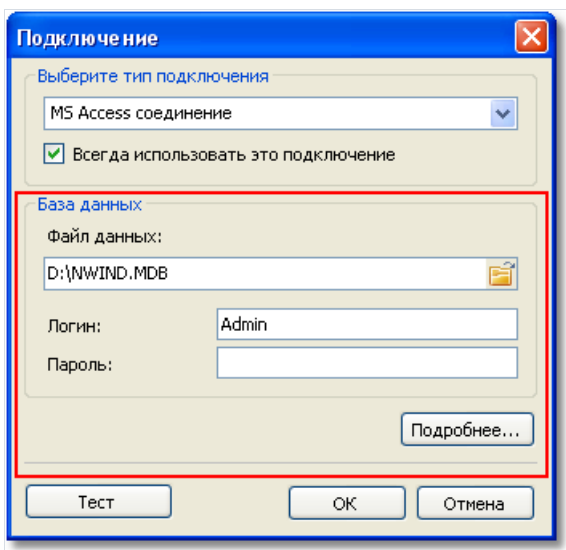 Подключение
Выберите тип подключения
MS Access соединение
Всегда использовать это подключение
База данных
Файл данных:
D:\NWIND.MDB
Логин:
Admin
Пароль:
Подробнее...
Тест
OK
Отмена